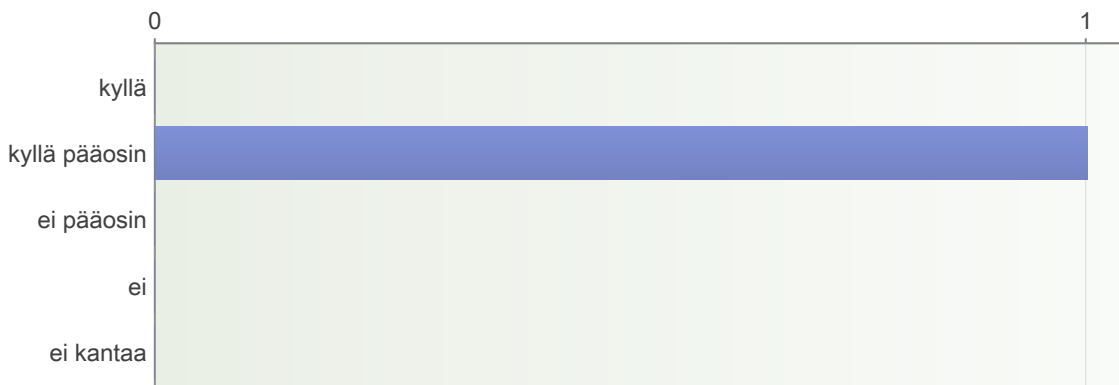 0 1
kyllä
kyllä pääosin
ei pääosin
ei
ei kantaa